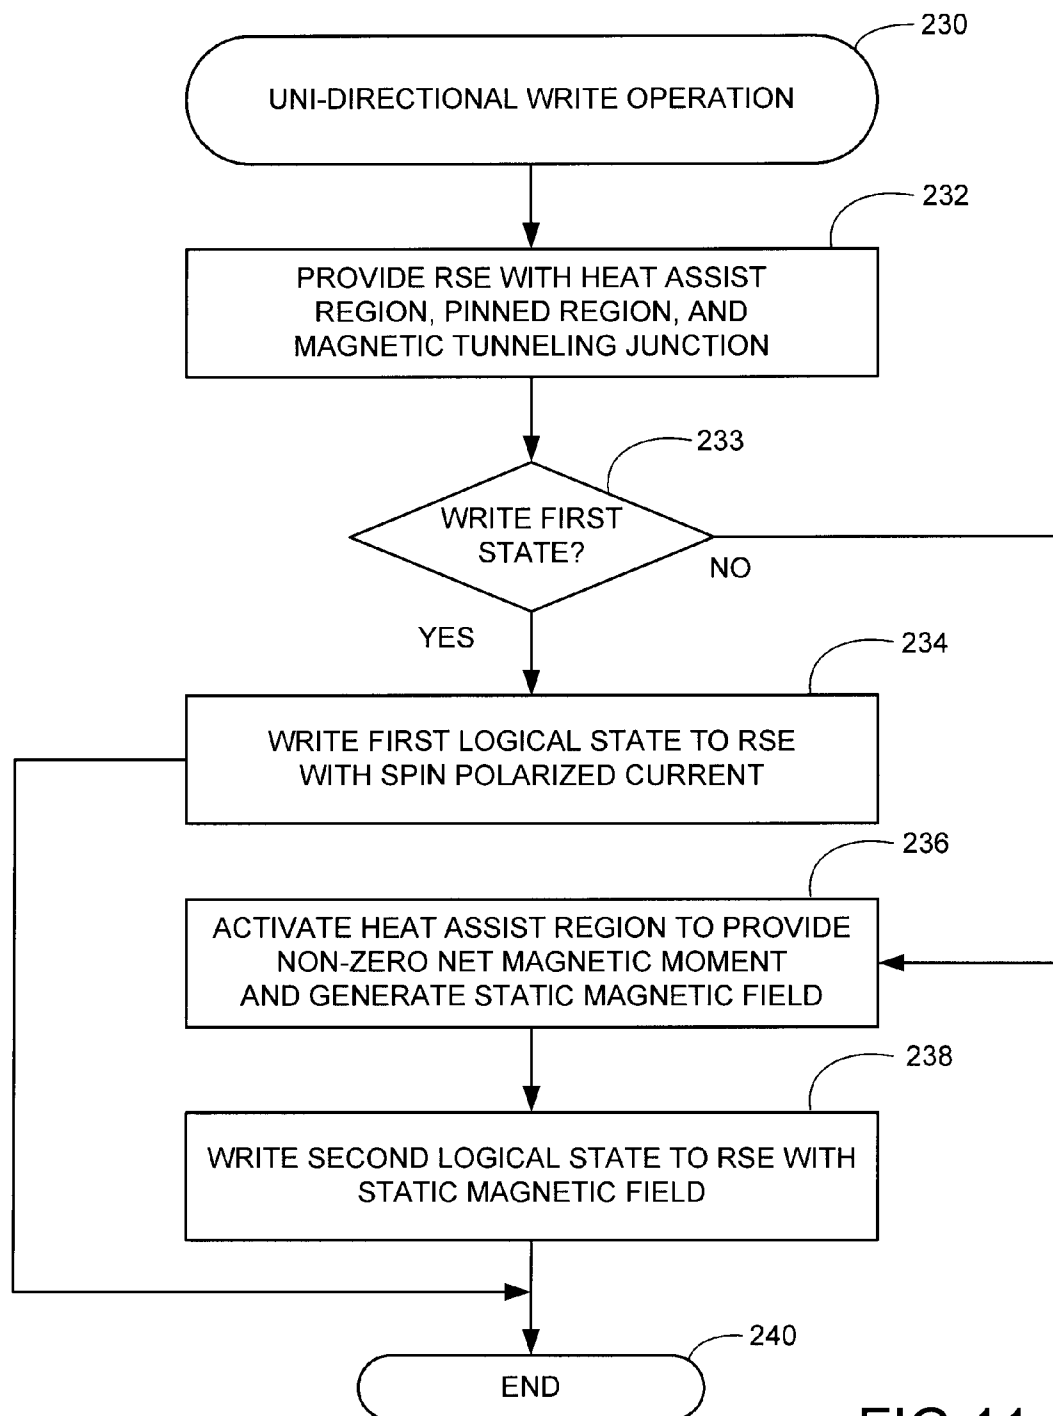 230
UNI-DIRECTIONAL WRITE OPERATION
232
PROVIDE RSE WITH HEAT ASSIST
REGION, PINNED REGION, AND
MAGNETIC TUNNELING JUNCTION
233
WRITE FIRST
STATE?
NO
YES
234
WRITE FIRST LOGICAL STATE TO RSE
WITH SPIN POLARIZED CURRENT
236
ACTIVATE HEAT ASSIST REGION TO PROVIDE
NON-ZERO NET MAGNETIC MOMENT
AND GENERATE STATIC MAGNETIC FIELD
238
WRITE SECOND LOGICAL STATE TO RSE WITH
STATIC MAGNETIC FIELD
240
END